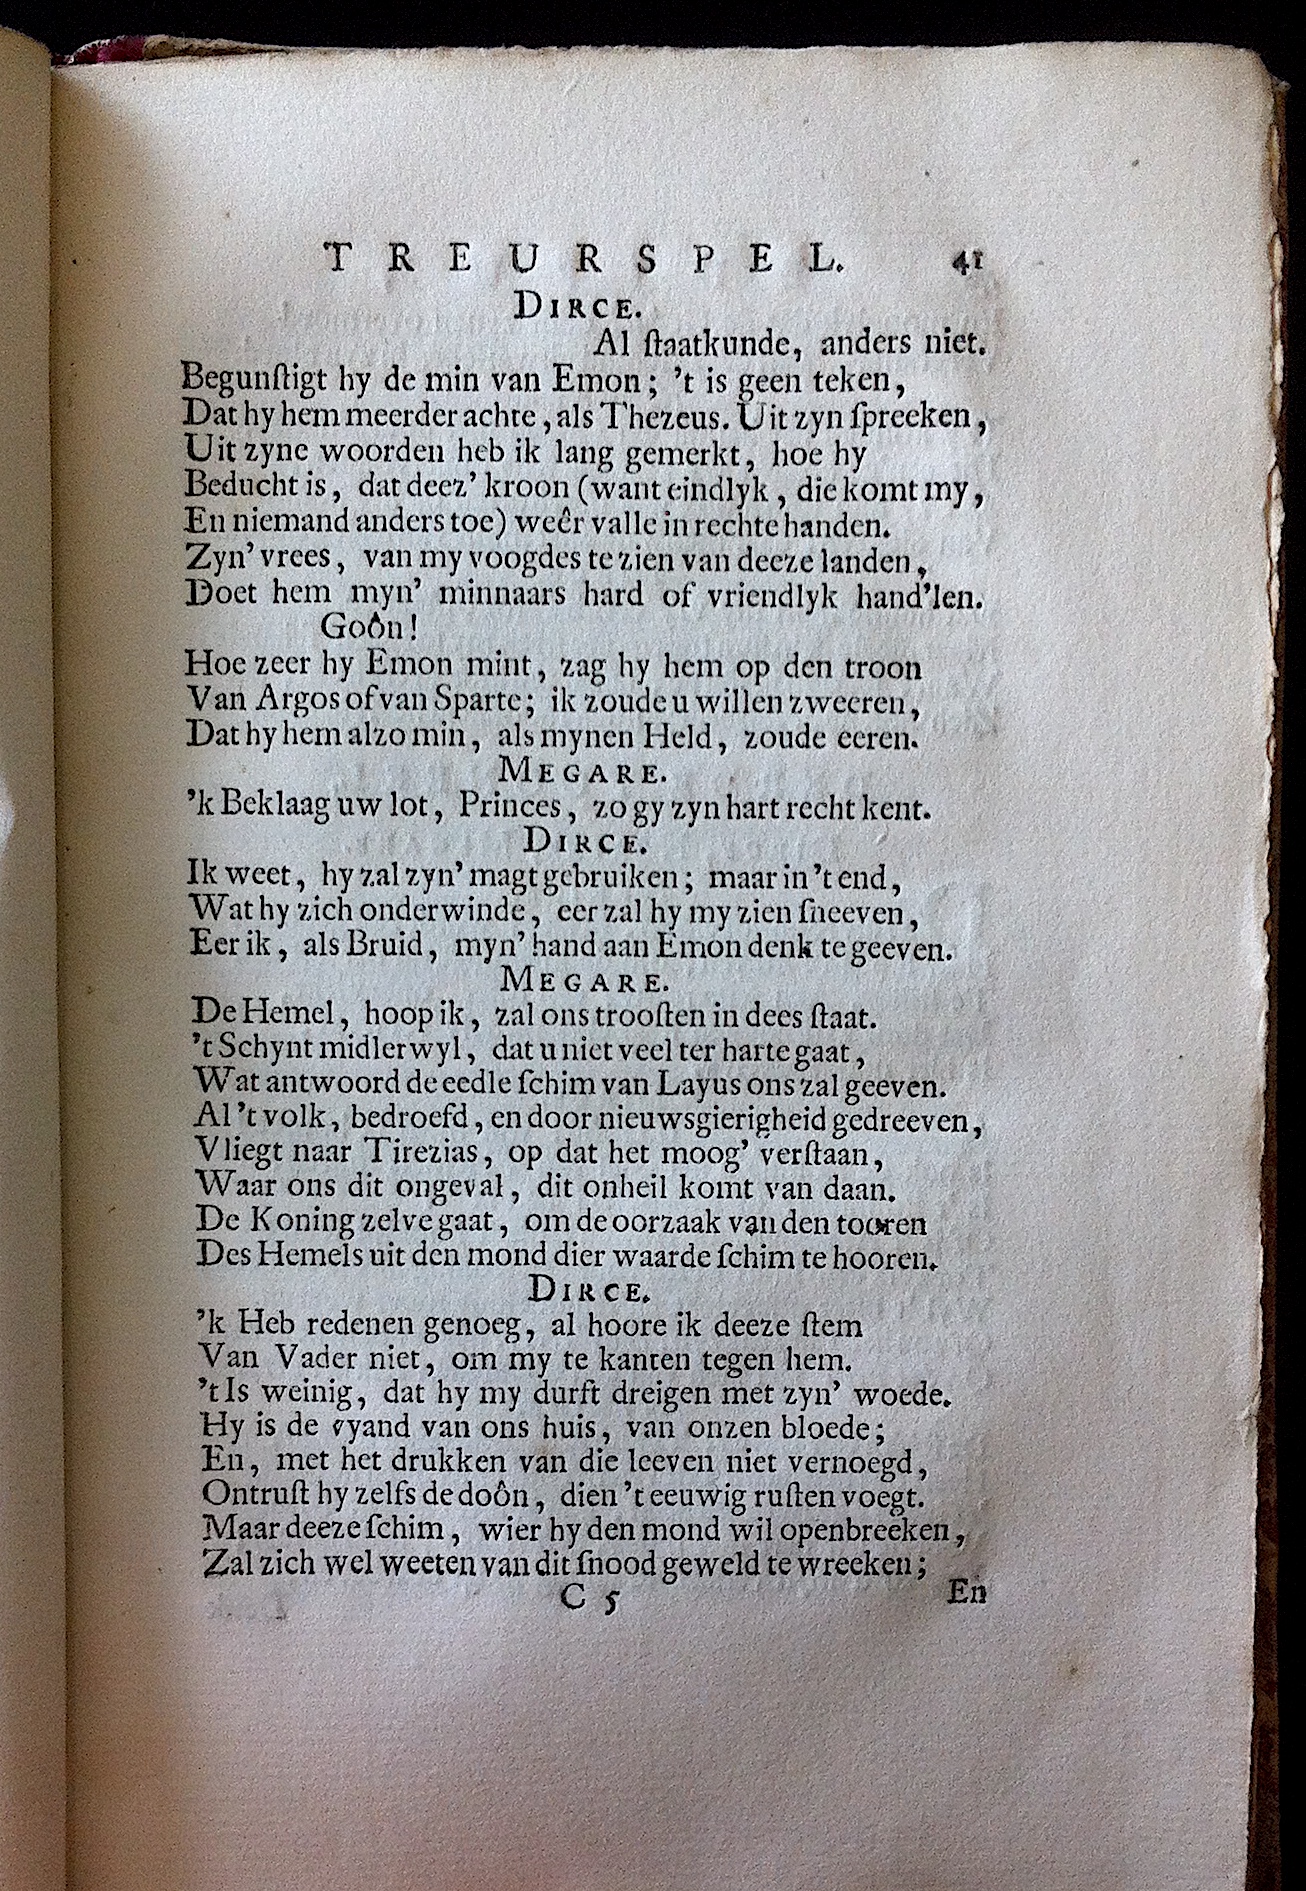 TREURSPEL. 41
DIRCE.
Al ſtaatkunde, anders niet.
Begunſtigt hy de min van Emon; 't is geen teken,
Dat hy hem meerder achte, als Thezeus. Uit zyn ſpreeken,
Uit zyne woorden heb ik lang gemerkt, hoe hy
Beducht is, dat deez' kroon (want eindlyk, die komt my,
En niemand anders toe) weêr valle in rechte handen.
Zyn' vrees, van my voogdes te zien van deeze landen,
Doet hem myn' minnaars hard of vriendlyk hand'len.
Goôn!
Hoe zeer hy Emon mint, zag hy hem op den troon
Van Argos of van Sparte; ik zoude u willen zweeren,
Dat hy hem alzo min, als mynen Held, zoude eeren.
MEGARE.
'k Beklaag uw lot, Princes, zo gy zyn hart recht kent.
DIRCE.
Ik weet, hy zal zyn' magt gebruiken; maar in 't end,
Wat hy zich onderwinde, eer zal hy my zien ſneeven,
Eer ik, als Bruid, myn' hand aan Emon denk te geeven.
MEGARE.
De Hemel, hoop ik, zal ons trooſten in dees ſtaat.
't Schynt midlerwyl, dat u niet veel ter harte gaat,
Wat antwoord de eedle ſchim van Layus ons zal geeven.
Al 't volk, bedroefd, en door nieuwsgierigheid gedreeven,
Vliegt naar Tirezias, op dat het moog' verſtaan,
Waar ons dit ongeval, dit onheil komt van daan.
De Koning zelve gaat, om de oorzaak van den tooren
Des Hemels uit den mond dier waarde ſchim te hooren.
DIRCE.
'k Heb redenen genoeg, al hoore ik deeze ſtem
Van Vader niet, om my te kanten tegen hem.
't Is weinig, dat hy my durft dreigen met zyn' woede.
Hy is de vyand van ons huis, van onzen bloede;
En, met het drukken van die leeven niet vernoegd,
Ontruſt hy zelfs de doôn, dien 't eeuwig ruſten voegt.
Maar deeze ſchim, wier hy den mond wil openbreeken,
Zal zich wel weeten van dit ſnood geweld te wreeken;
C 5 En